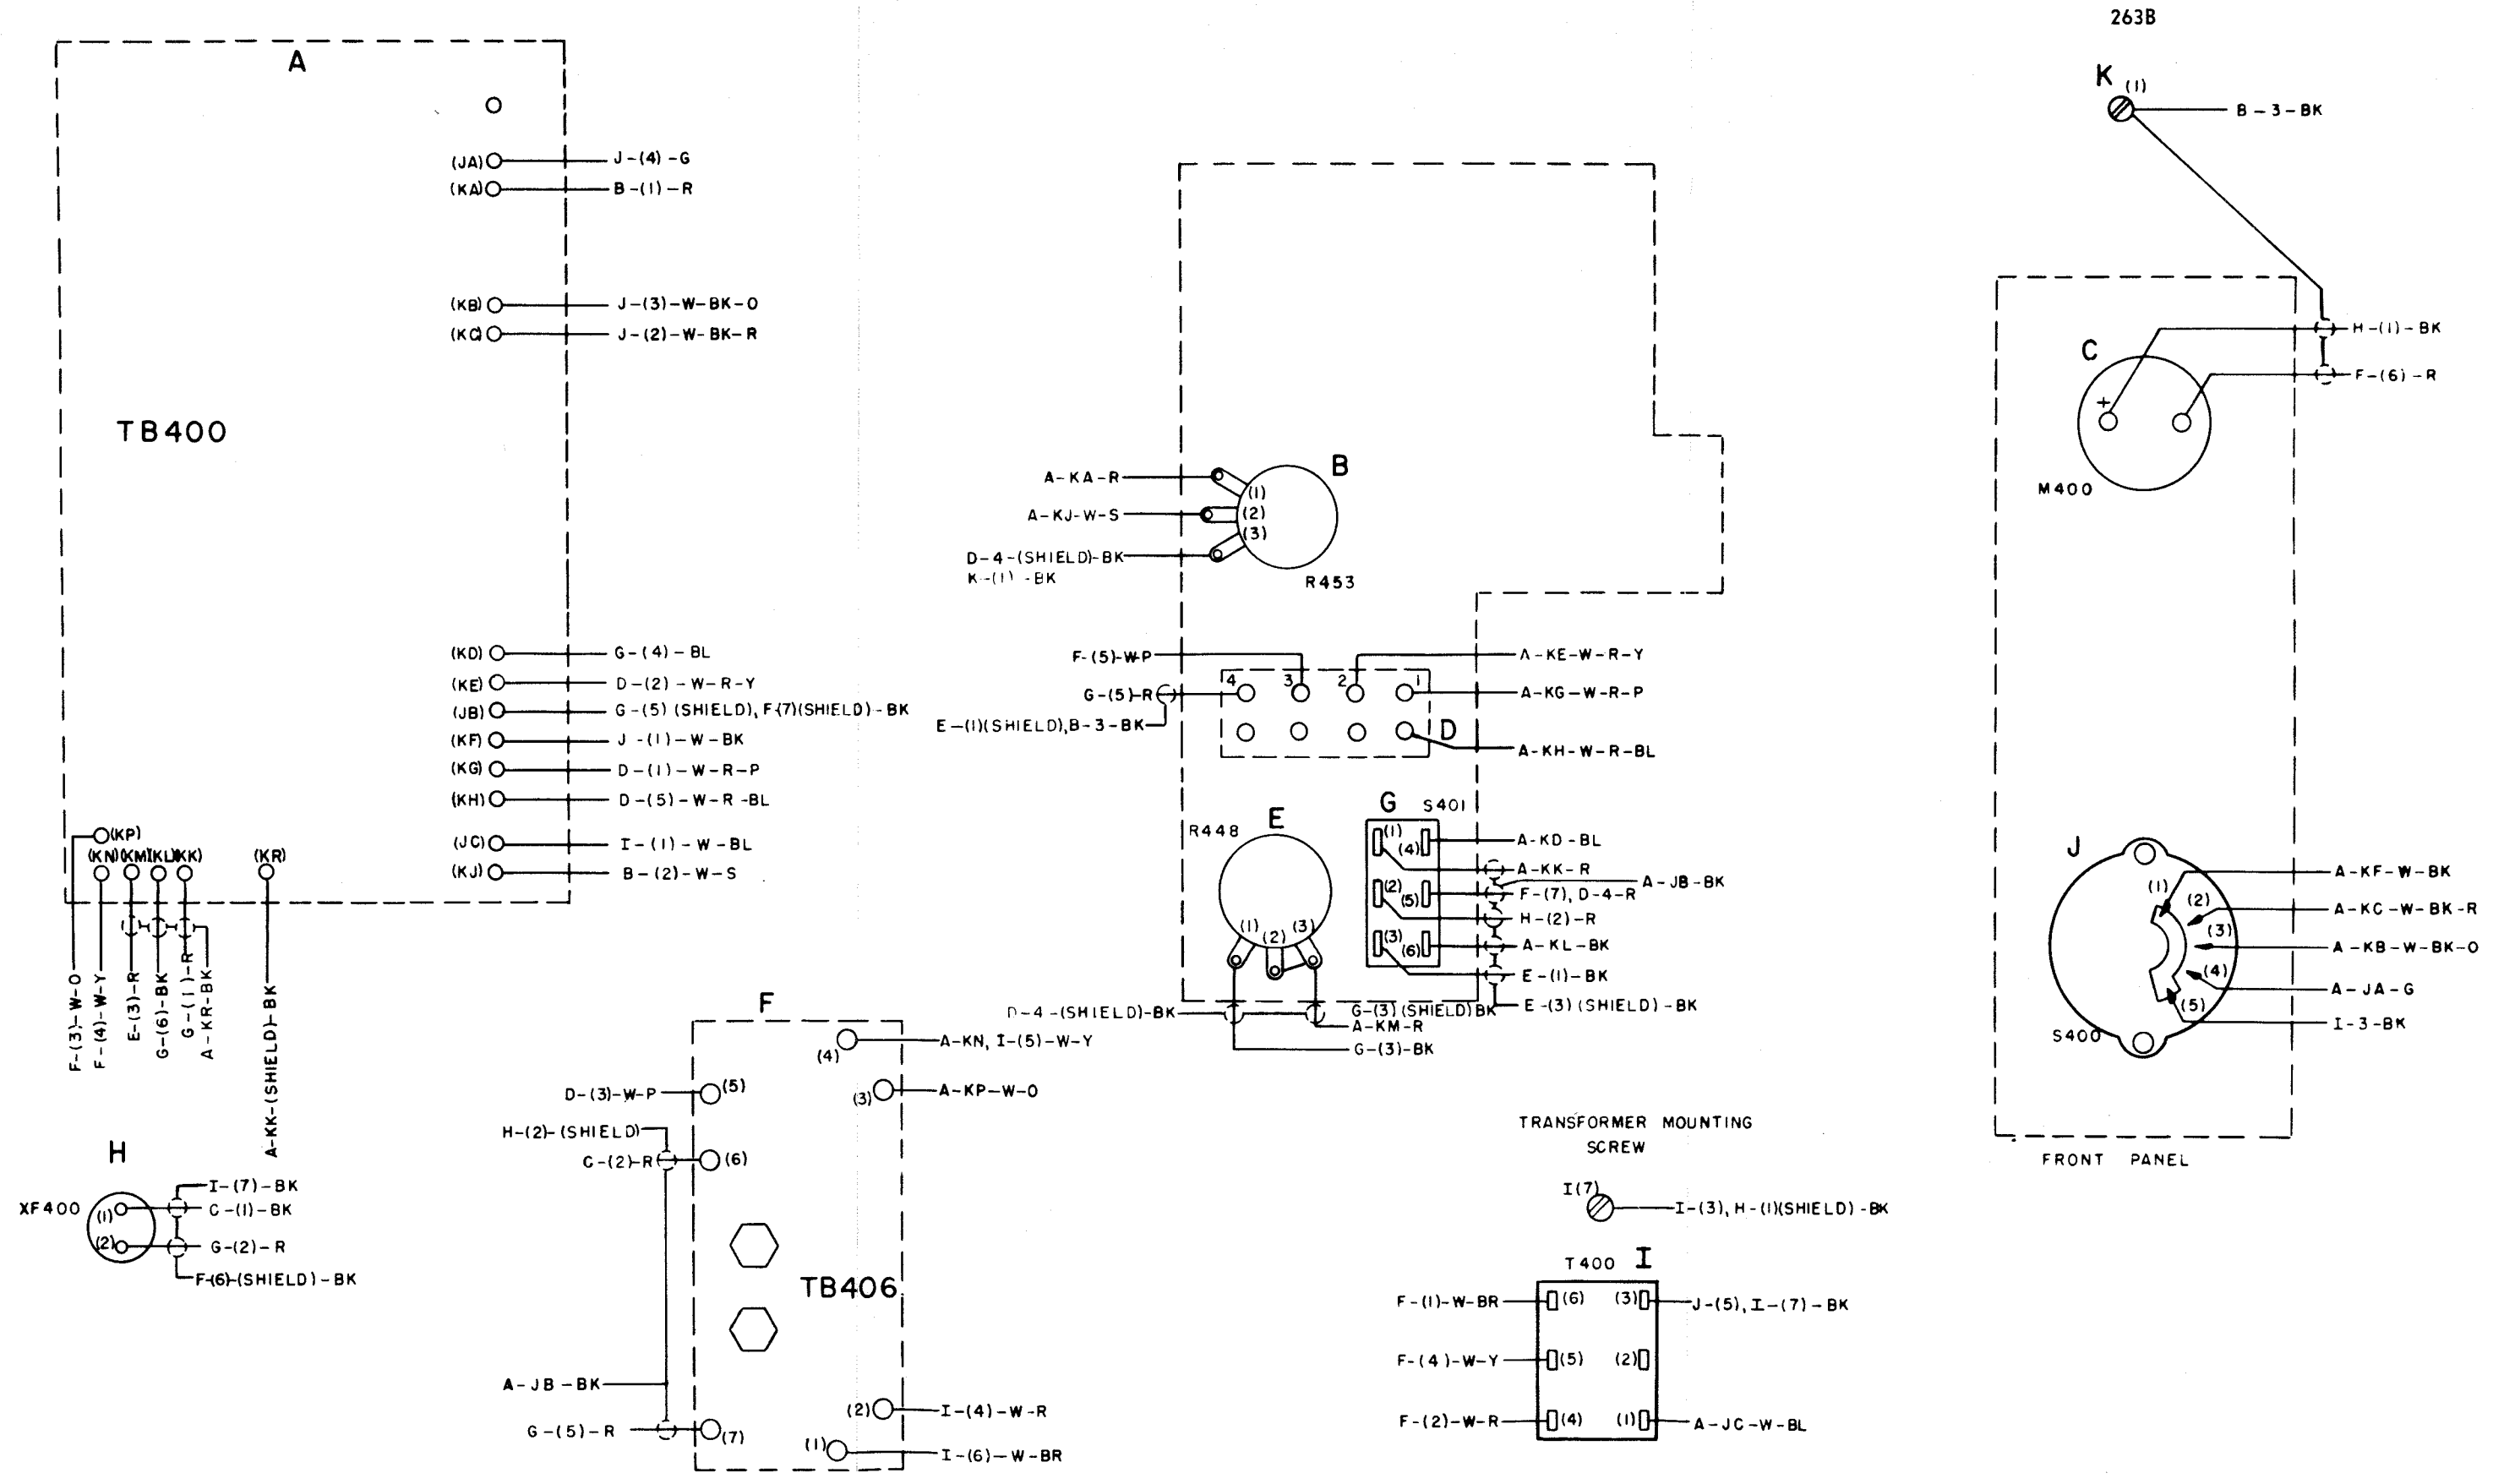 263B
A
(JA)
J-(4)-G
(KA)
B-(1)-R
(KB)
J-(3)-W-BK-O
(KC)
J-(2)-W-BK-R
TB400
(KD)
G-(4)-BL
(KE)
D-(2)-W-R-Y
(JB)
G-(5)(SHIELD), F-(7)(SHIELD)-BK
(KF)
J-(1)-W-BK
(KG)
D-(1)-W-R-P
(KH)
D-(5)-W-R-BL
(JC)
I-(1)-W-BL
(KJ)
B-(2)-W-S
(KP)
(KN)
(KM)
(KL)
(KK)
(KR)
F-(3)-W-O
F-(4)-W-Y
E-(3)-R
G-(6)-BK
G-(1)-R
A-KR-BK
A-KK-(SHIELD)-BK
H
XF400
(1)
(2)
I-(7)-BK
C-(1)-BK
G-(2)-R
F-(6)-(SHIELD)-BK
B
A-KA-R
(1)
A-KJ-W-S
(2)
(3)
D-4-(SHIELD)-BK
K-(1)-BK
R453
F-(5)-W-P
A-KE-W-R-Y
G-(5)-R
4
3
2
1
A-KG-W-R-P
E-(1)(SHIELD),B-3-BK
D
A-KH-W-R-BL
E
R448
(1)
(2)
(3)
D-4-(SHIELD)-BK
G-(3)(SHIELD)BK
A-KM-R
G-(3)-BK
G
S401
(1)
(4)
(2)
(5)
(3)
(6)
A-KD-BL
A-KK-R
A-JB-BK
F-(7), D-4-R
H-(2)-R
A-KL-BK
E-(1)-BK
E-(3)(SHIELD)-BK
F
(4)
A-KN, I-(5)-W-Y
D-(3)-W-P
(5)
(3)
A-KP-W-O
H-(2)-(SHIELD)
C-(2)-R
(6)
TB406
A-JB-BK
(2)
I-(4)-W-R
G-(5)-R
(7)
(1)
I-(6)-W-BR
TRANSFORMER MOUNTING
SCREW
I(7)
I-(3), H-(1)(SHIELD)-BK
T400
I
F-(1)-W-BR
(6)
(3)
J-(5), I-(7)-BK
F-(4)-W-Y
(5)
(2)
F-(2)-W-R
(4)
(1)
A-JC-W-BL
K
(1)
B-3-BK
H-(1)-BK
C
F-(6)-R
+
M400
J
(1)
A-KF-W-BK
(2)
A-KC-W-BK-R
(3)
A-KB-W-BK-O
(4)
A-JA-G
(5)
I-3-BK
S400
FRONT PANEL